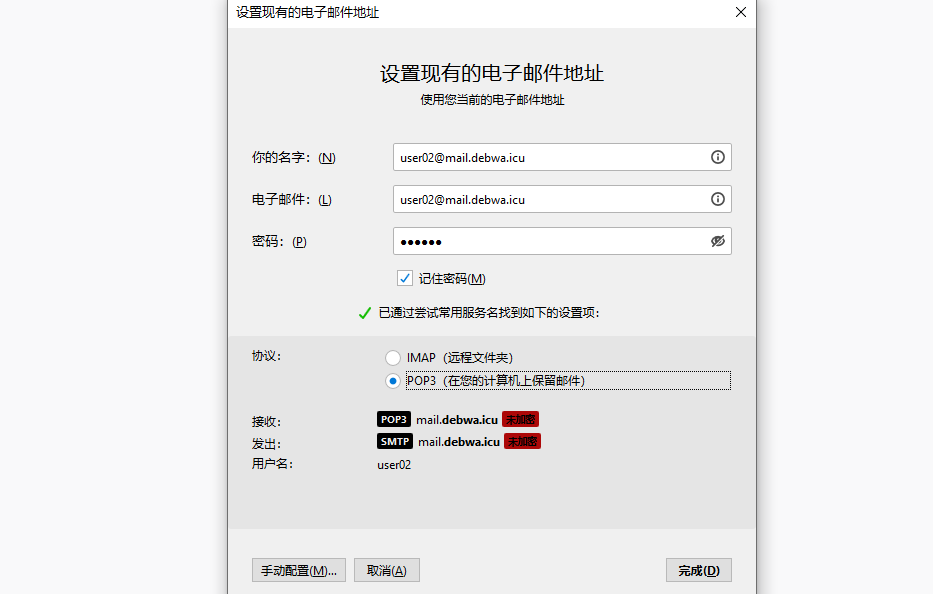 设置现有的电子邮件地址
设置现有的电子邮件地址
使用您当前的电子邮件地址
你的名字：(N) user02@mail.debwa.icu
电子邮件：(L) user02@mail.debwa.icu
密码：(P) ●●●●●●
记住密码(M)
已通过尝试常用服务名找到如下的设置项：
协议： IMAP（远程文件夹）
POP3（在您的计算机上保留邮件）
接收： POP3 mail.debwa.icu 未加密
发出： SMTP mail.debwa.icu 未加密
用户名： user02
手动配置(M)... 取消(A) 完成(D)